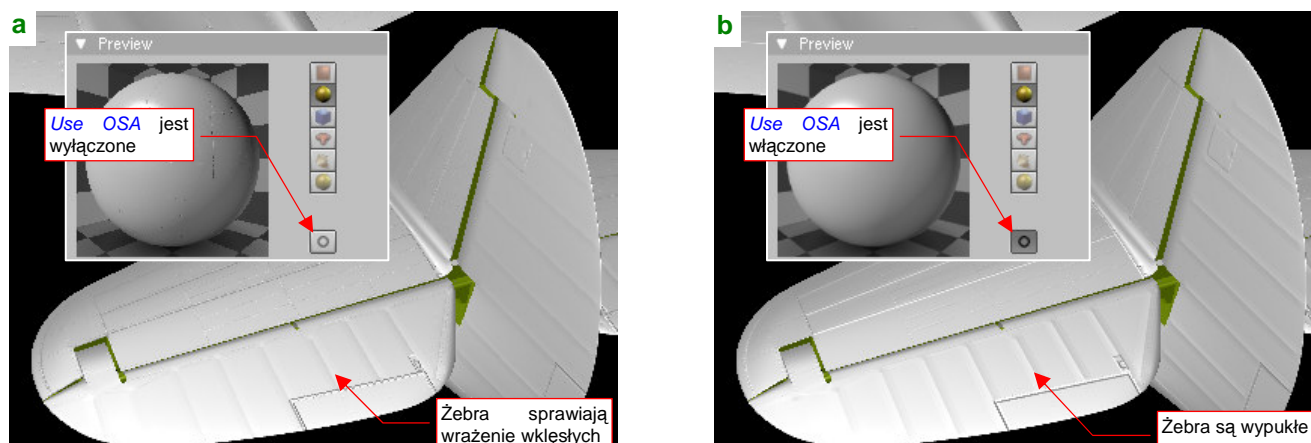 a
Preview
Use OSA jest
wyłączone
Żebra sprawiają
wrażenie wklęsłych
b
Preview
Use OSA jest
włączone
Żebra są wypukłe